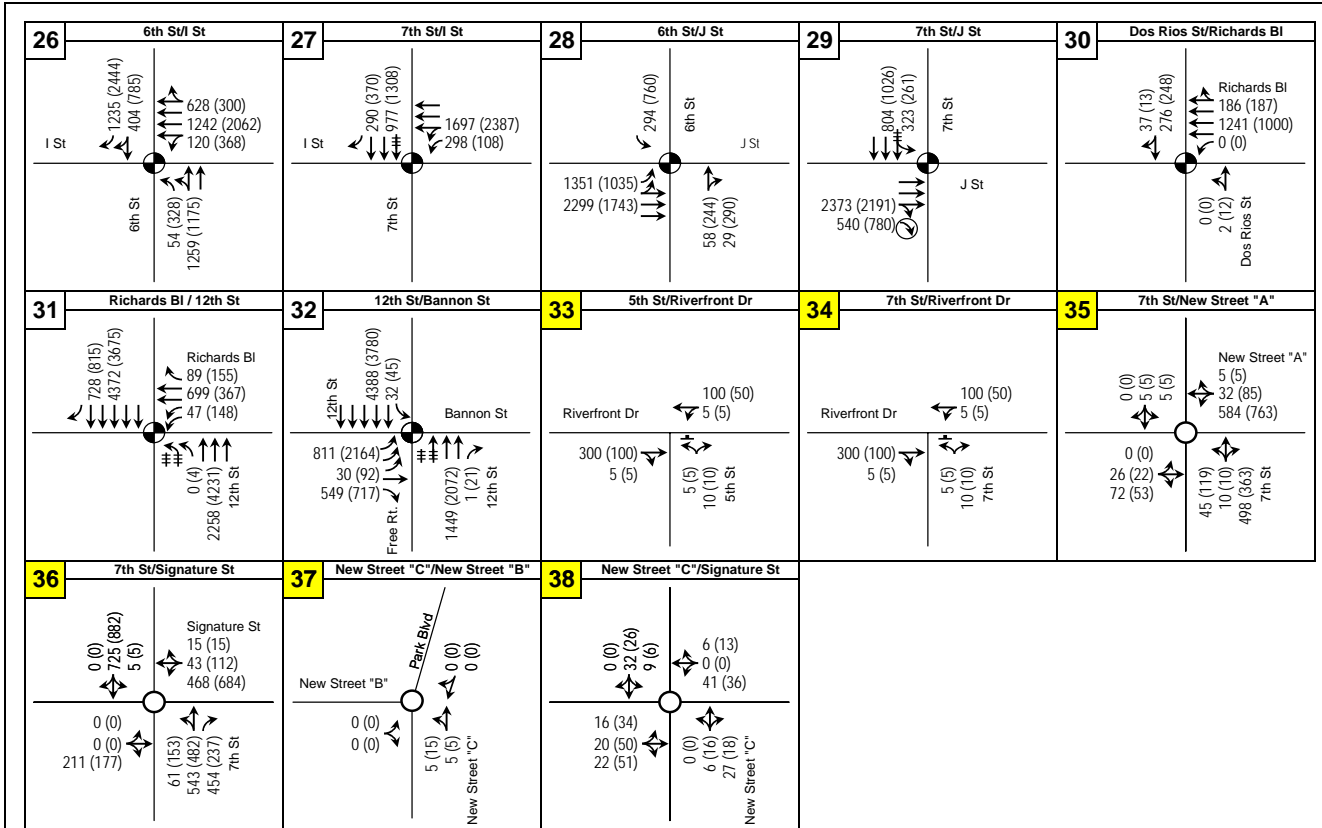 26
6th St/I St
1235 (2444)
404 (785)
628 (300)
1242 (2062)
120 (368)
I St
6th St
54 (328)
1259 (1175)
27
7th St/I St
290 (370)
977 (1308)
1697 (2387)
298 (108)
I St
7th St
28
6th St/J St
294 (760)
6th St
J St
1351 (1035)
2299 (1743)
58 (244)
29 (290)
29
7th St/J St
804 (1026)
323 (261)
7th St
J St
2373 (2191)
540 (780)
30
Dos Rios St/Richards Bl
37 (13)
276 (248)
Richards Bl
186 (187)
1241 (1000)
0 (0)
0 (0)
2 (12)
Dos Rios St
31
Richards Bl / 12th St
728 (815)
4372 (3675)
Richards Bl
89 (155)
699 (367)
47 (148)
0 (4)
2258 (4231)
12th St
32
12th St/Bannon St
12th St
4388 (3780)
32 (45)
Bannon St
811 (2164)
30 (92)
549 (717)
Free Rt.
1449 (2072)
1 (21)
12th St
33
5th St/Riverfront Dr
100 (50)
5 (5)
Riverfront Dr
300 (100)
5 (5)
5 (5)
10 (10)
5th St
34
7th St/Riverfront Dr
100 (50)
5 (5)
Riverfront Dr
300 (100)
5 (5)
5 (5)
10 (10)
7th St
35
7th St/New Street "A"
0 (0)
5 (5)
5 (5)
New Street "A"
5 (5)
32 (85)
584 (763)
0 (0)
26 (22)
72 (53)
45 (119)
10 (10)
498 (363)
7th St
36
7th St/Signature St
0 (0)
725 (882)
5 (5)
Signature St
15 (15)
43 (112)
468 (684)
0 (0)
0 (0)
211 (177)
61 (153)
543 (482)
454 (237)
7th St
37
New Street "C"/New Street "B"
Park Blvd
0 (0)
0 (0)
New Street "B"
0 (0)
0 (0)
5 (15)
5 (5)
New Street "C"
38
New Street "C"/Signature St
0 (0)
32 (26)
9 (6)
6 (13)
0 (0)
41 (36)
16 (34)
20 (50)
22 (51)
0 (0)
6 (16)
27 (18)
New Street "C"